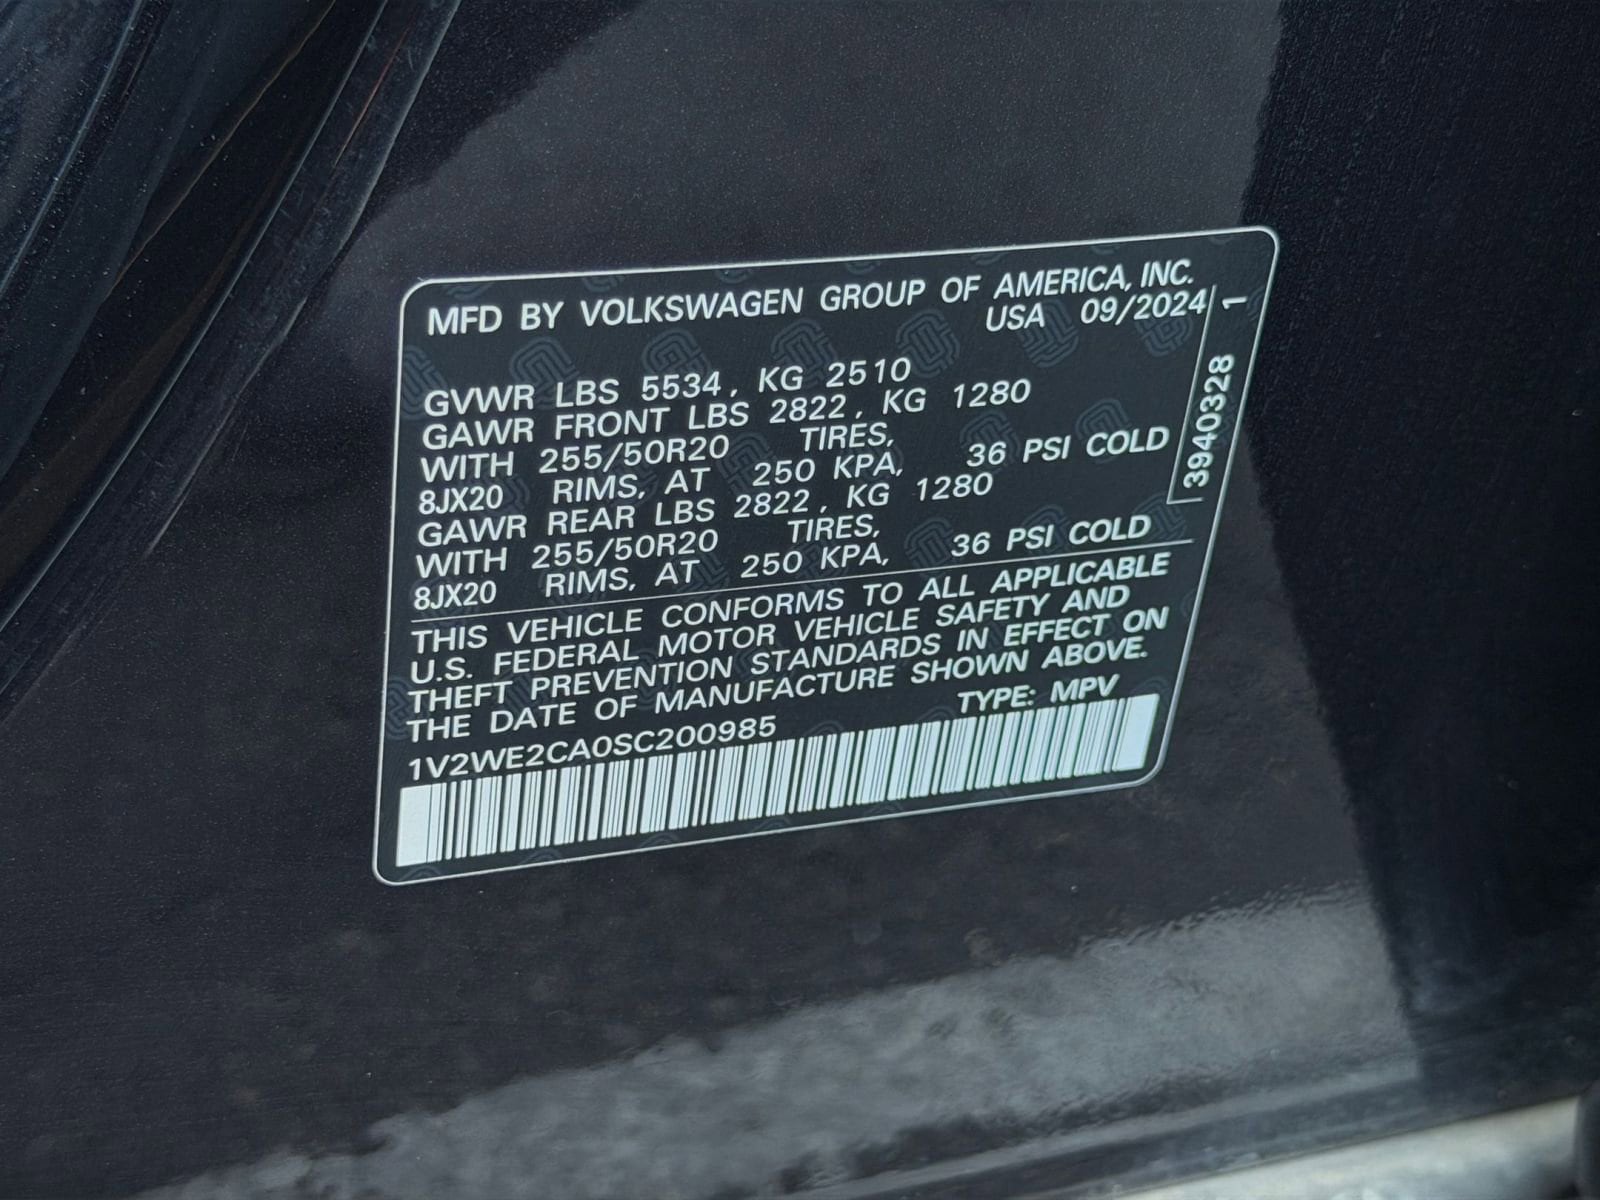 MFD BY VOLKSWAGEN GROUP OF AMERICA, INC.
USA 09/2024
GVWR LBS 5534, KG 2510
GAWR FRONT LBS 2822, KG 1280
WITH 255/50R20 TIRES,
8JX20 RIMS, AT 250 KPA, 36 PSI COLD
GAWR REAR LBS 2822, KG 1280
WITH 255/50R20 TIRES,
8JX20 RIMS, AT 250 KPA, 36 PSI COLD
THIS VEHICLE CONFORMS TO ALL APPLICABLE
U.S. FEDERAL MOTOR VEHICLE SAFETY AND
THEFT PREVENTION STANDARDS IN EFFECT ON
THE DATE OF MANUFACTURE SHOWN ABOVE.
1V2WE2CA0SC200985 TYPE: MPV
3940328 1